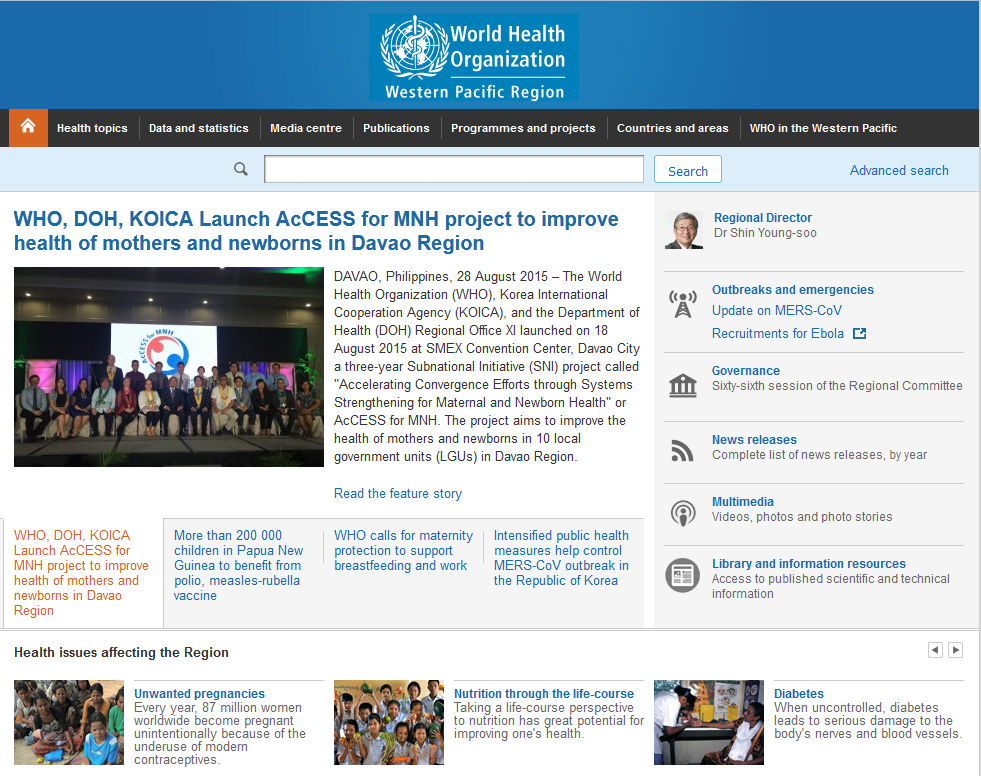 World Health
Organization
Western Pacific Region
Health topics
Data and statistics
Media centre
Publications
Programmes and projects
Countries and areas
WHO in the Western Pacific
Search
Advanced search
WHO, DOH, KOICA Launch AcCESS for MNH project to improve
health of mothers and newborns in Davao Region
AcCESS for MNH
DAVAO, Philippines, 28 August 2015 – The World
Health Organization (WHO), Korea International
Cooperation Agency (KOICA), and the Department of
Health (DOH) Regional Office XI launched on 18
August 2015 at SMEX Convention Center, Davao City
a three-year Subnational Initiative (SNI) project called
"Accelerating Convergence Efforts through Systems
Strengthening for Maternal and Newborn Health" or
AcCESS for MNH. The project aims to improve the
health of mothers and newborns in 10 local
government units (LGUs) in Davao Region.
Read the feature story
WHO, DOH, KOICA
Launch AcCESS for
MNH project to improve
health of mothers and
newborns in Davao
Region
More than 200 000
children in Papua New
Guinea to benefit from
polio, measles-rubella
vaccine
WHO calls for maternity
protection to support
breastfeeding and work
Intensified public health
measures help control
MERS-CoV outbreak in
the Republic of Korea
Regional Director
Dr Shin Young-soo
Outbreaks and emergencies
Update on MERS-CoV
Recruitments for Ebola
Governance
Sixty-sixth session of the Regional Committee
News releases
Complete list of news releases, by year
Multimedia
Videos, photos and photo stories
Library and information resources
Access to published scientific and technical
information
Health issues affecting the Region
Unwanted pregnancies
Every year, 87 million women
worldwide become pregnant
unintentionally because of the
underuse of modern
contraceptives.
Nutrition through the life-course
Taking a life-course perspective
to nutrition has great potential for
improving one's health.
Diabetes
When uncontrolled, diabetes
leads to serious damage to the
body's nerves and blood vessels.